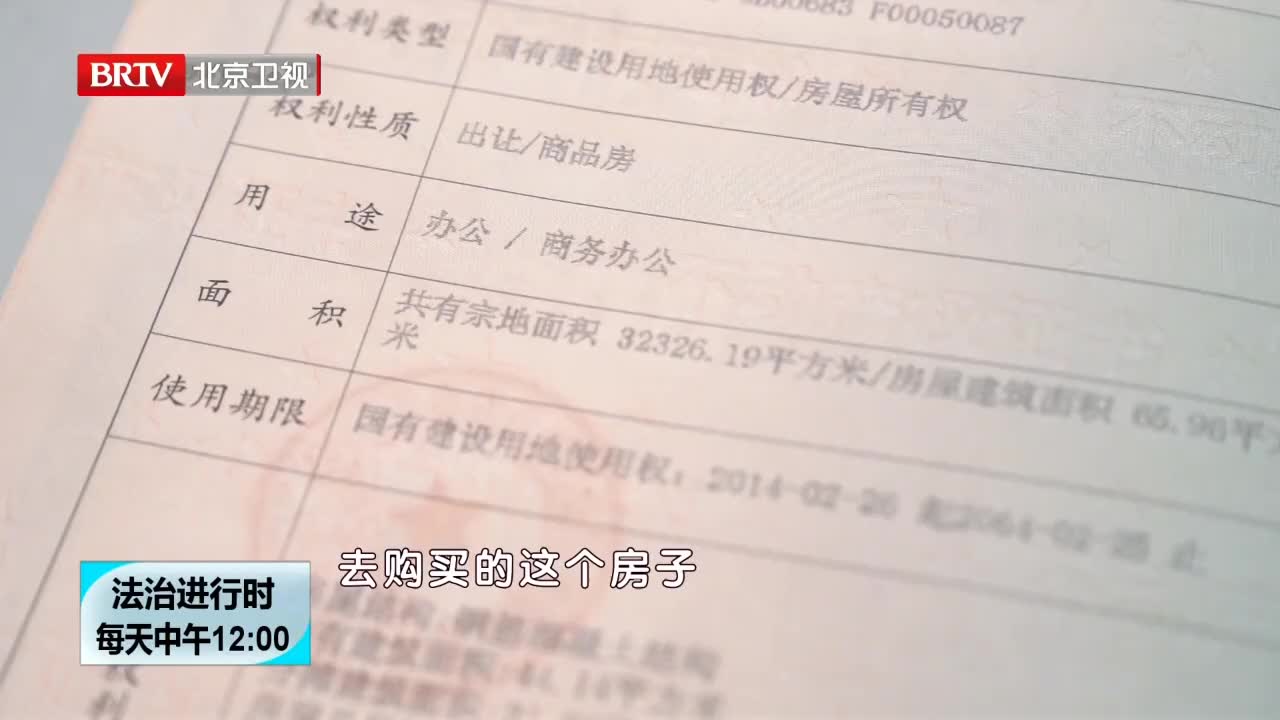 F00050087
权利类型 国有建设用地使用权/房屋所有权
BRTV 北京卫视
权利性质 出让/商品房
用途 办公 / 商务办公
面积 共有宗地面积 32326.19平方米/房屋建筑面积 65.96平方
米
使用期限 国有建设用地使用权: 2014-02-26 起2064-02-25 止
去购买的这个房子
法治进行时
每天中午12:00
权利